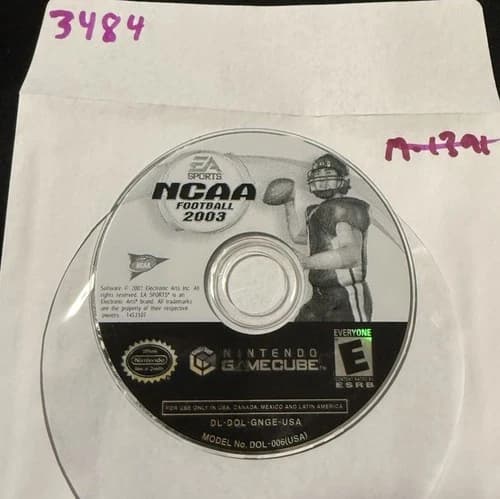 3484
EA
SPORTS
NCAA
FOOTBALL
2003
NCAA
Software © 2002 Electronic Arts Inc. All
rights reserved. EA SPORTS™ is an
Electronic Arts™ brand. All trademarks
are the property of their respective
owners.
Official
Nintendo
Seal of Quality
NINTENDO
GAMECUBE™
EVERYONE
E
CONTENT RATED BY
ESRB
FOR USE ONLY IN USA, CANADA, MEXICO AND LATIN AMERICA
DL-DOL-GNGE-USA
MODEL No. DOL-006(USA)